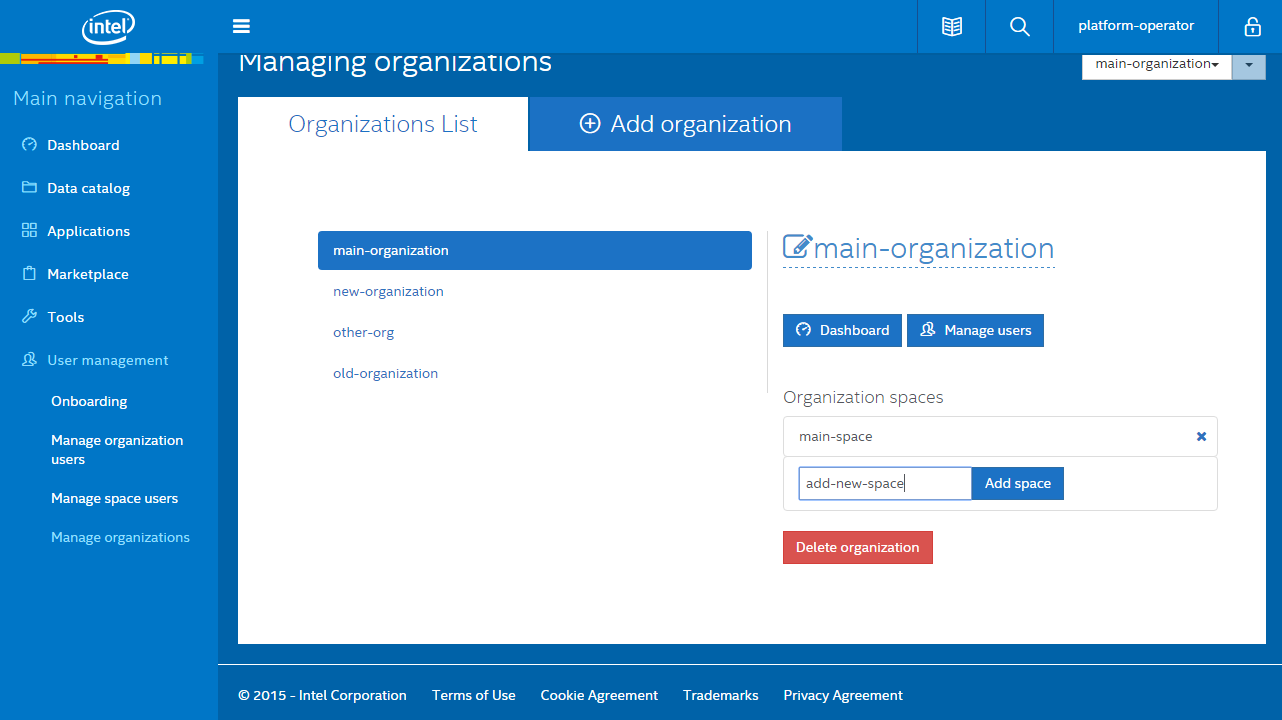 intel
platform-operator
Main navigation
Dashboard
Data catalog
Applications
Marketplace
Tools
User management
Onboarding
Manage organization
users
Manage space users
Manage organizations
Managing organizations
main-organization
Organizations List
Add organization
main-organization
new-organization
other-org
old-organization
main-organization
Dashboard
Manage users
Organization spaces
main-space
add-new-space
Add space
Delete organization
© 2015 - Intel Corporation Terms of Use Cookie Agreement Trademarks Privacy Agreement